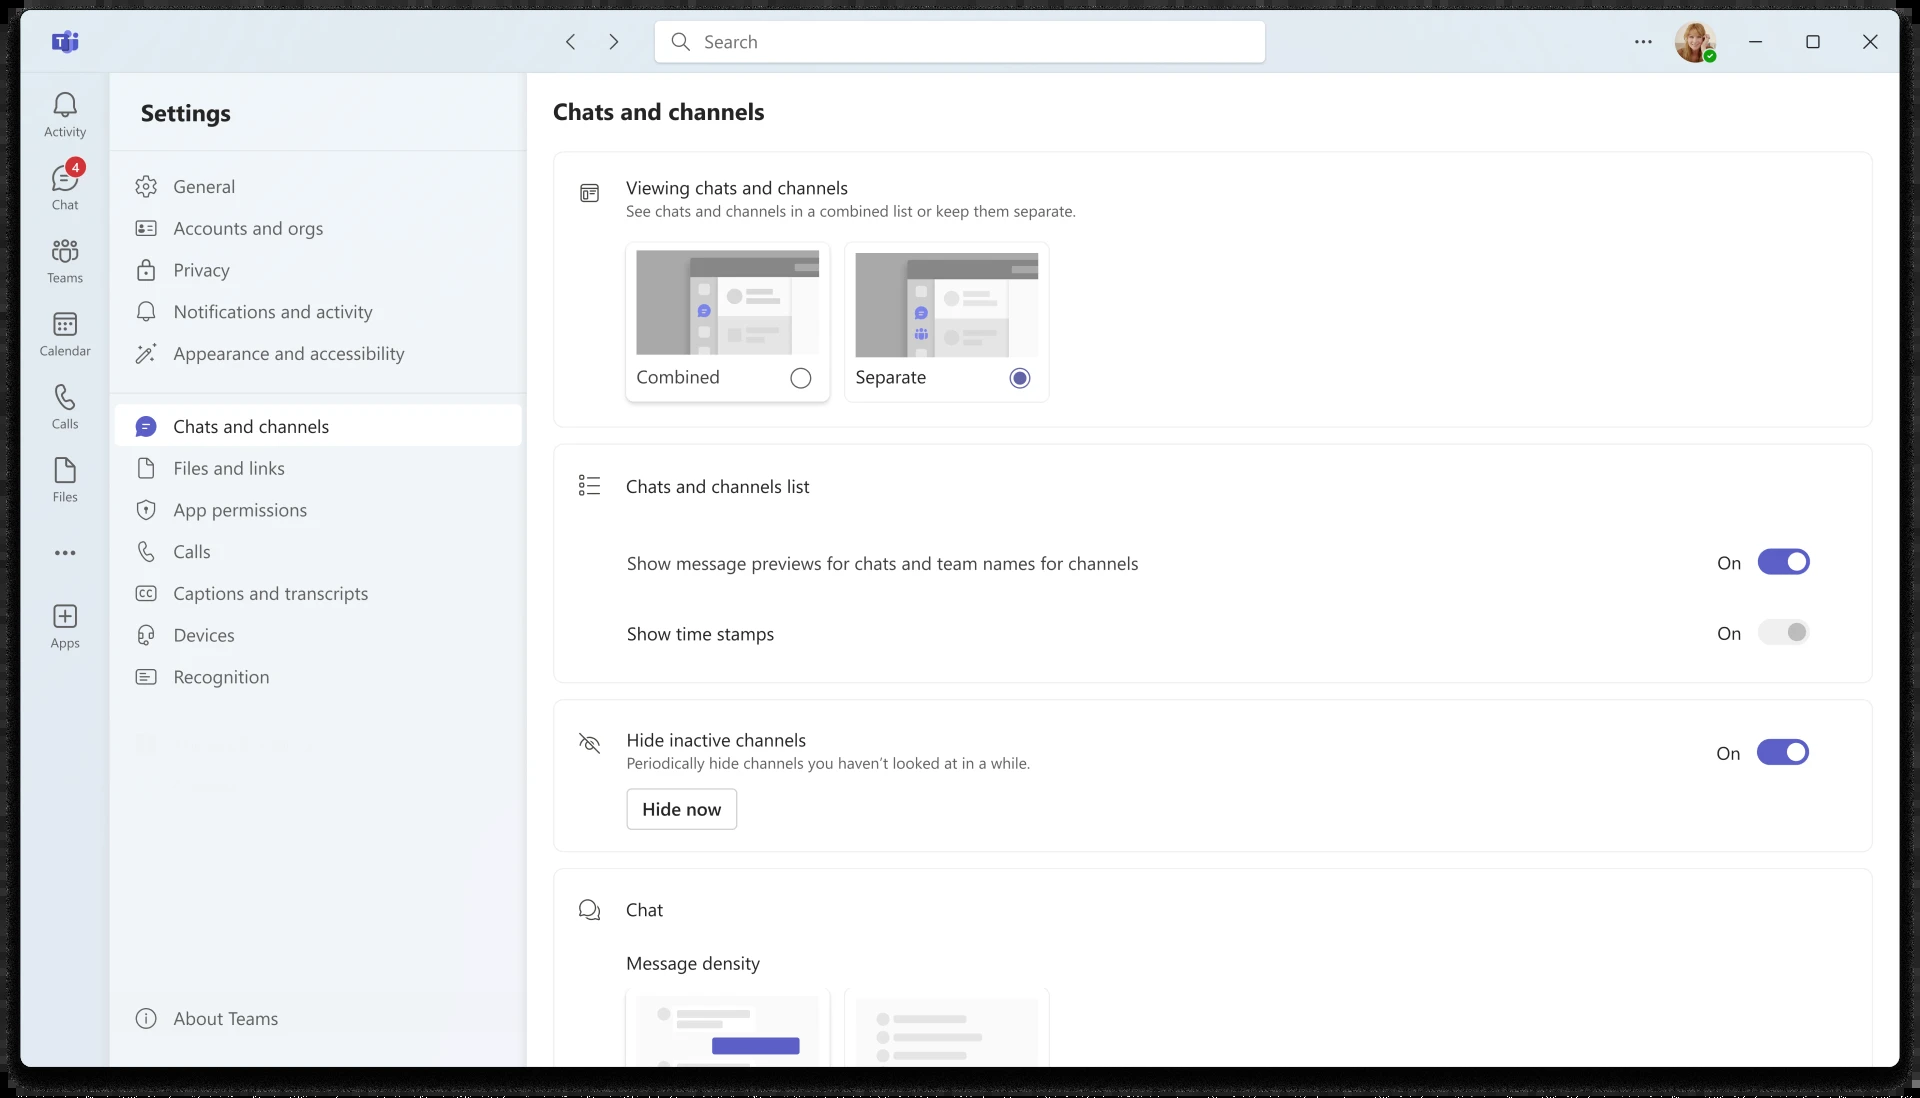 Search
Activity
4
Chat
Teams
Calendar
Calls
Files
Apps
Settings
General
Accounts and orgs
Privacy
Notifications and activity
Appearance and accessibility
Chats and channels
Files and links
App permissions
Calls
CC
Captions and transcripts
Devices
Recognition
About Teams
Chats and channels
Viewing chats and channels
See chats and channels in a combined list or keep them separate.
Combined
Separate
Chats and channels list
Show message previews for chats and team names for channels
On
Show time stamps
On
Hide inactive channels
Periodically hide channels you haven’t looked at in a while.
On
Hide now
Chat
Message density